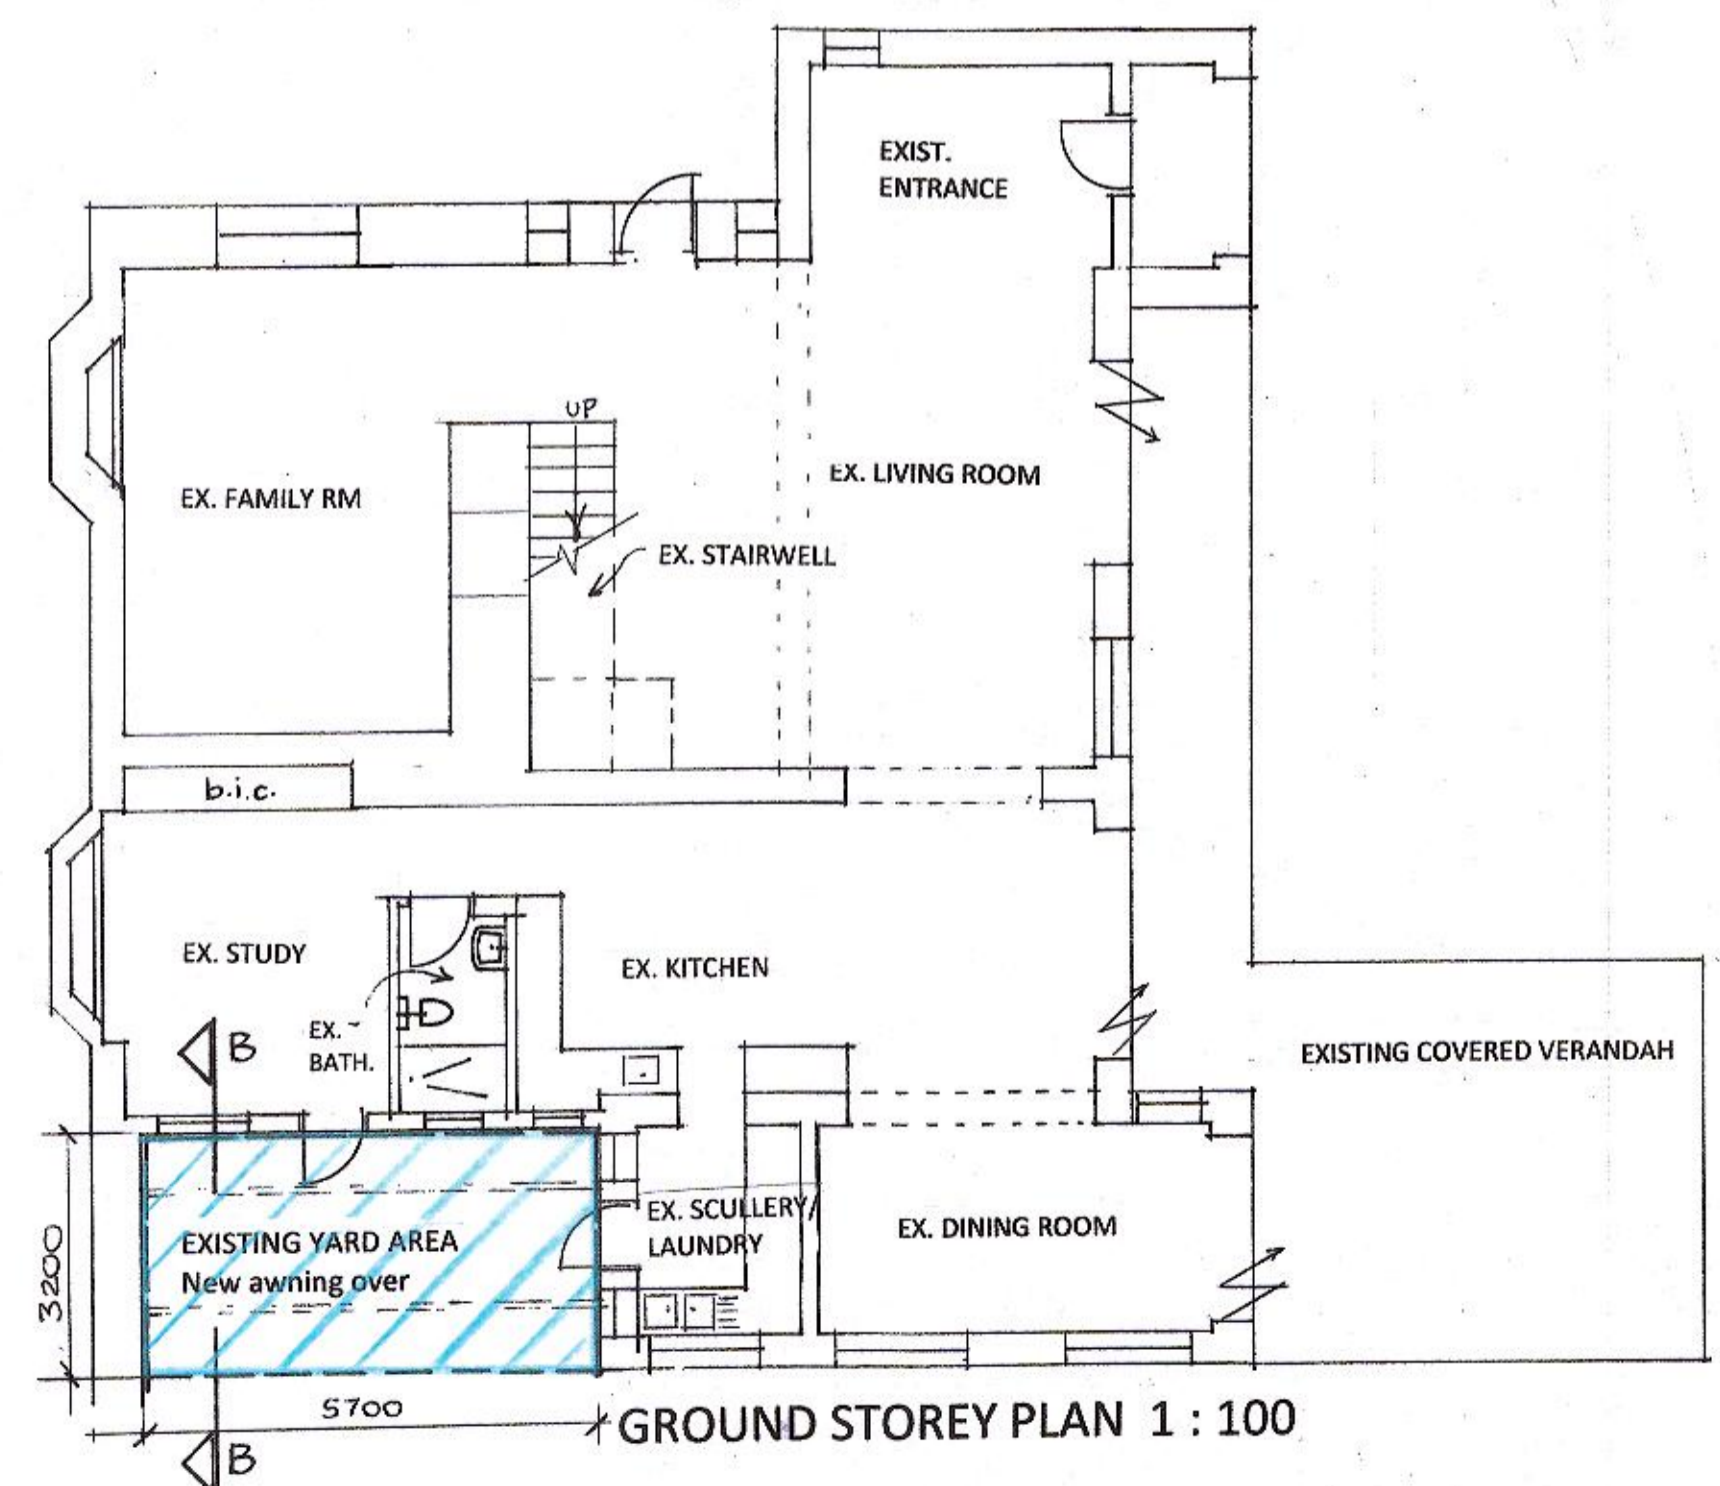 EXIST.
ENTRANCE
UP
EX. LIVING ROOM
EX. FAMILY RM
EX. STAIRWELL
b.i.c.
EX. STUDY
EX. KITCHEN
EX.
BATH.
B
EXISTING COVERED VERANDAH
3200
EX. SCULLERY/
LAUNDRY
EX. DINING ROOM
EXISTING YARD AREA
New awning over
5700
GROUND STOREY PLAN 1 : 100
B